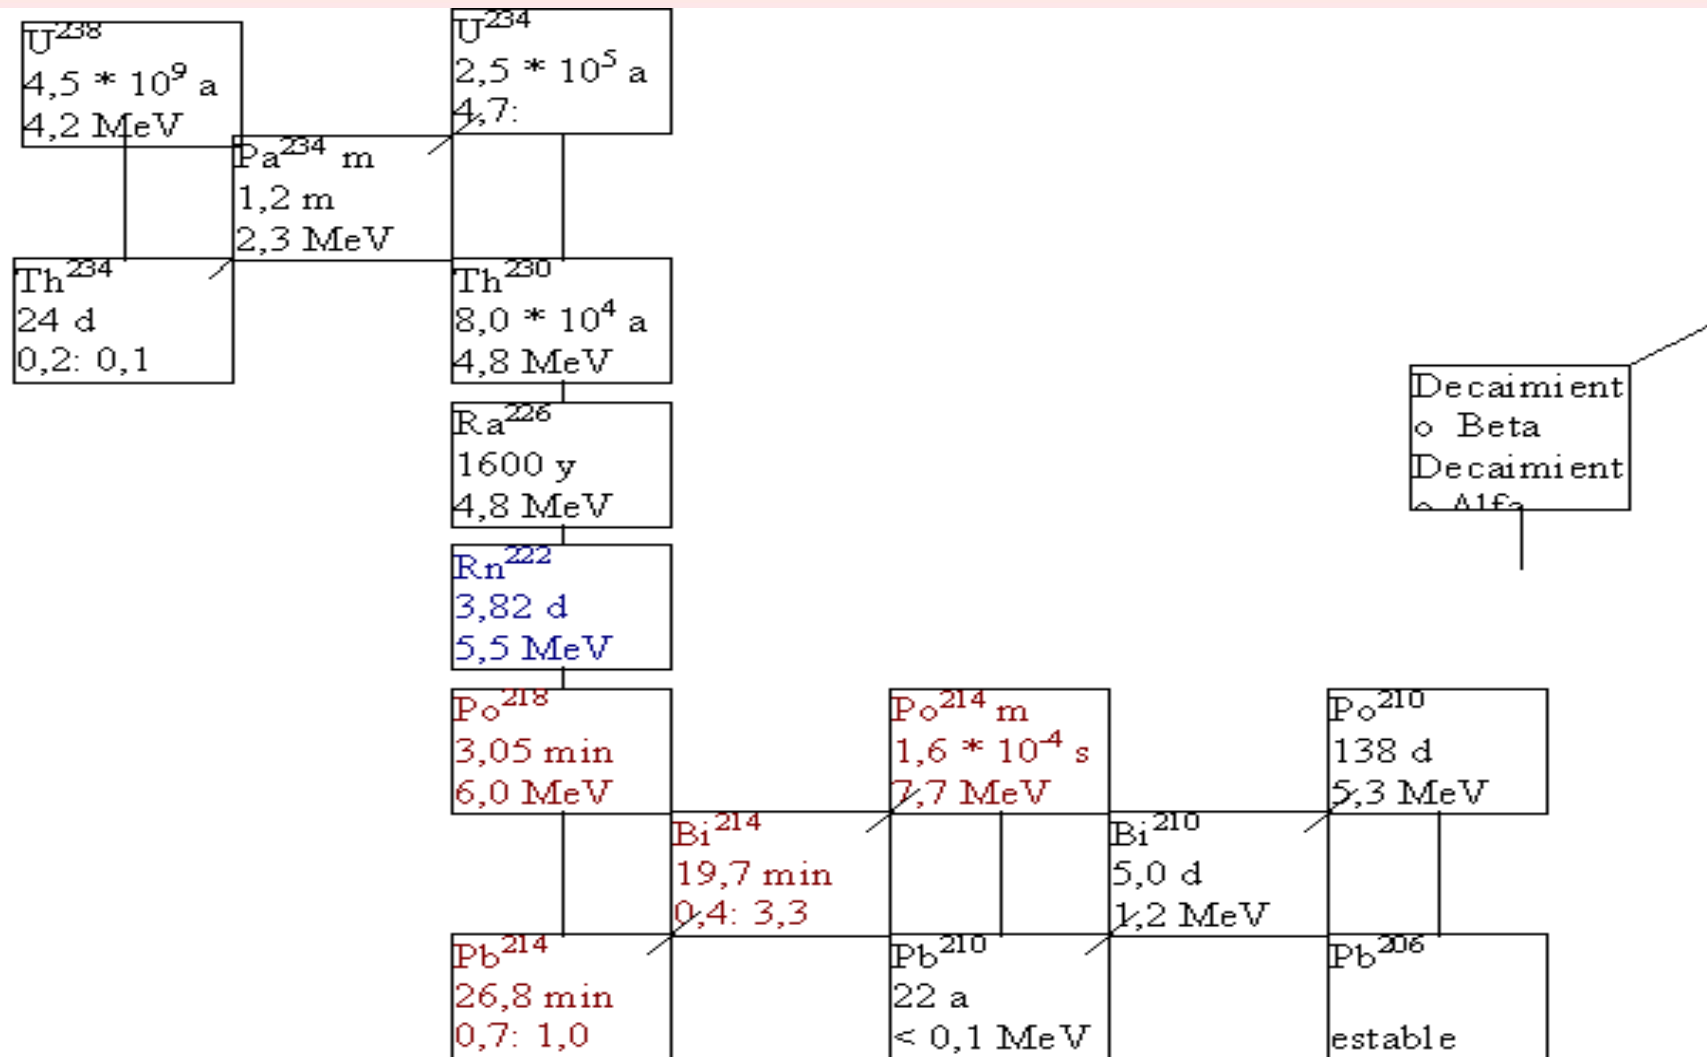 U²³⁸
4,5 * 10⁹ a
4,2 MeV
U²³⁴
2,5 * 10⁵ a
4,7:
Pa²³⁴ m
1,2 m
2,3 MeV
Th²³⁴
24 d
0,2: 0,1
Th²³⁰
8,0 * 10⁴ a
4,8 MeV
Ra²²⁶
1600 y
4,8 MeV
Rn²²²
3,82 d
5,5 MeV
Po²¹⁸
3,05 min
6,0 MeV
Bi²¹⁴
19,7 min
0,4: 3,3
Pb²¹⁴
26,8 min
0,7: 1,0
Po²¹⁴ m
1,6 * 10⁻⁴ s
7,7 MeV
Pb²¹⁰
22 a
< 0,1 MeV
Bi²¹⁰
5,0 d
1,2 MeV
Po²¹⁰
138 d
5,3 MeV
Pb²⁰⁶
estable
Decaimient
o Beta
Decaimient
o Alfa